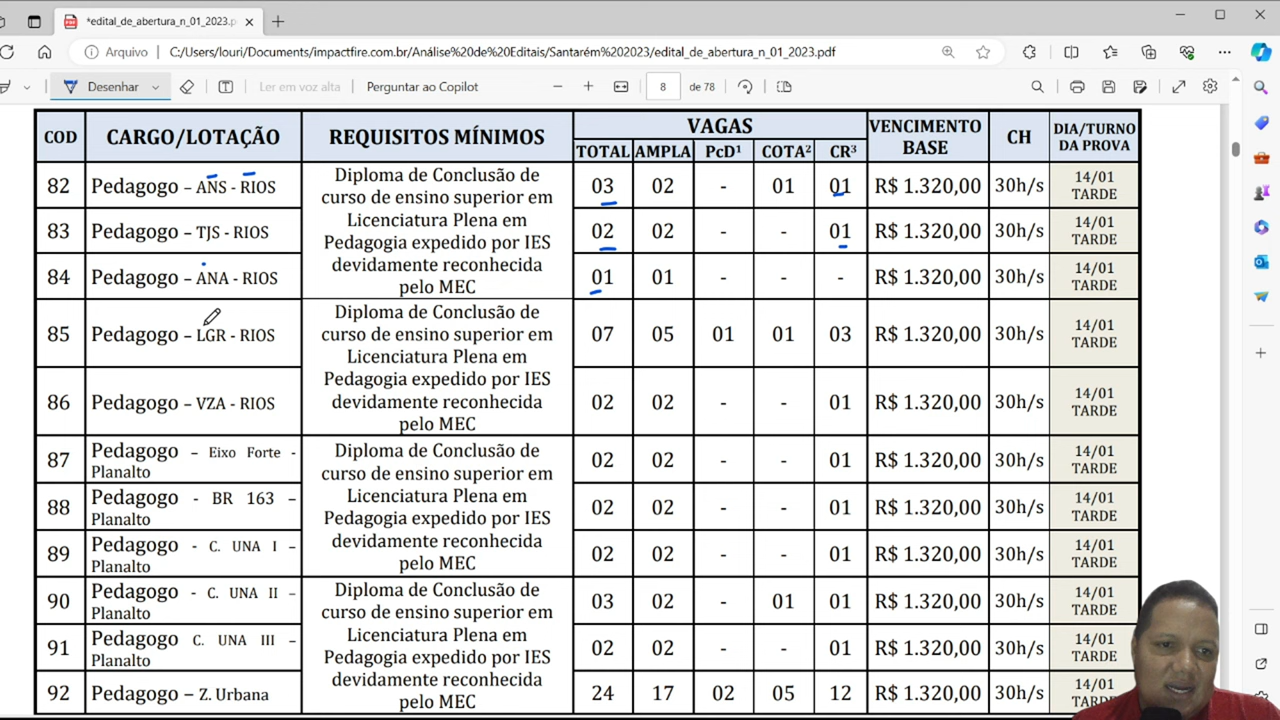 *edital_de_abertura_n_01_2023.p
Arquivo
C:/Users/louri/Documents/impactfire.com.br/Análise%20de%20Editais/Santarém%202023/edital_de_abertura_n_01_2023.pdf
Desenhar
Ler em voz alta
Perguntar ao Copilot
8
de 78
COD
CARGO/LOTAÇÃO
REQUISITOS MÍNIMOS
VAGAS
TOTAL AMPLA PcD¹ COTA² CR³
VENCIMENTO
BASE
CH
DIA/TURNO
DA PROVA
82 Pedagogo – ANS - RIOS 03 02 - 01 01 R$ 1.320,00 30h/s 14/01 TARDE
83 Pedagogo – TJS - RIOS 02 02 - - 01 R$ 1.320,00 30h/s 14/01 TARDE
84 Pedagogo – ANA - RIOS 01 01 - - - R$ 1.320,00 30h/s 14/01 TARDE
Diploma de Conclusão de
curso de ensino superior em
Licenciatura Plena em
Pedagogia expedido por IES
devidamente reconhecida
pelo MEC
85 Pedagogo – LGR - RIOS 07 05 01 01 03 R$ 1.320,00 30h/s 14/01 TARDE
86 Pedagogo – VZA - RIOS 02 02 - - 01 R$ 1.320,00 30h/s 14/01 TARDE
Diploma de Conclusão de
curso de ensino superior em
Licenciatura Plena em
Pedagogia expedido por IES
devidamente reconhecida
pelo MEC
87 Pedagogo – Eixo Forte - Planalto 02 02 - - 01 R$ 1.320,00 30h/s 14/01 TARDE
88 Pedagogo - BR 163 – Planalto 02 02 - - 01 R$ 1.320,00 30h/s 14/01 TARDE
89 Pedagogo - C. UNA I – Planalto 02 02 - - 01 R$ 1.320,00 30h/s 14/01 TARDE
Diploma de Conclusão de
curso de ensino superior em
Licenciatura Plena em
Pedagogia expedido por IES
devidamente reconhecida
pelo MEC
90 Pedagogo - C. UNA II – Planalto 03 02 - 01 01 R$ 1.320,00 30h/s 14/01 TARDE
91 Pedagogo C. UNA III – Planalto 02 02 - - 01 R$ 1.320,00 30h/s 14/01 TARDE
92 Pedagogo – Z. Urbana 24 17 02 05 12 R$ 1.320,00 30h/s 14/01 TARDE
Diploma de Conclusão de
curso de ensino superior em
Licenciatura Plena em
Pedagogia expedido por IES
devidamente reconhecida
pelo MEC